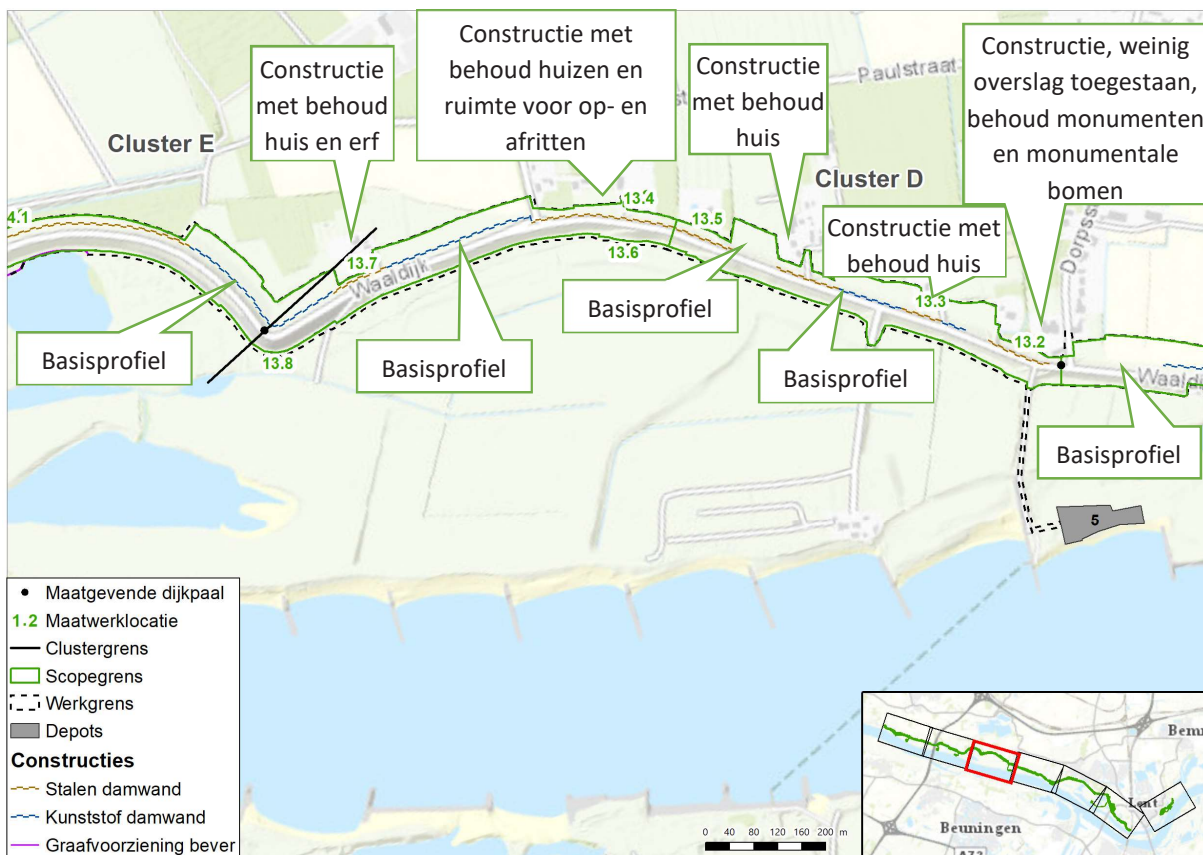 Constructie met
behoud huizen en
ruimte voor op- en
afritten
Constructie
met behoud
huis en erf
Constructie
met behoud
huis
Constructie, weinig
overslag toegestaan,
behoud monumenten
en monumentale
bomen
Paulstraat
Cluster E
Cluster D
Dorpss
4.1
13.4
13.5
13.6
13.7
Waaldijk
13.8
Constructie met
behoud huis
13.3
13.2
Basisprofiel
Basisprofiel
Basisprofiel
Basisprofiel
Basisprofiel
Waaldi
5
Maatgevende dijkpaal
1.2 Maatwerklocatie
Clustergrens
Scopegrens
Werkgrens
Depots
Constructies
Stalen damwand
Kunststof damwand
Graafvoorziening bever
0 40 80 120 160 200 m
Bemm
Lent
Beuningen
A73